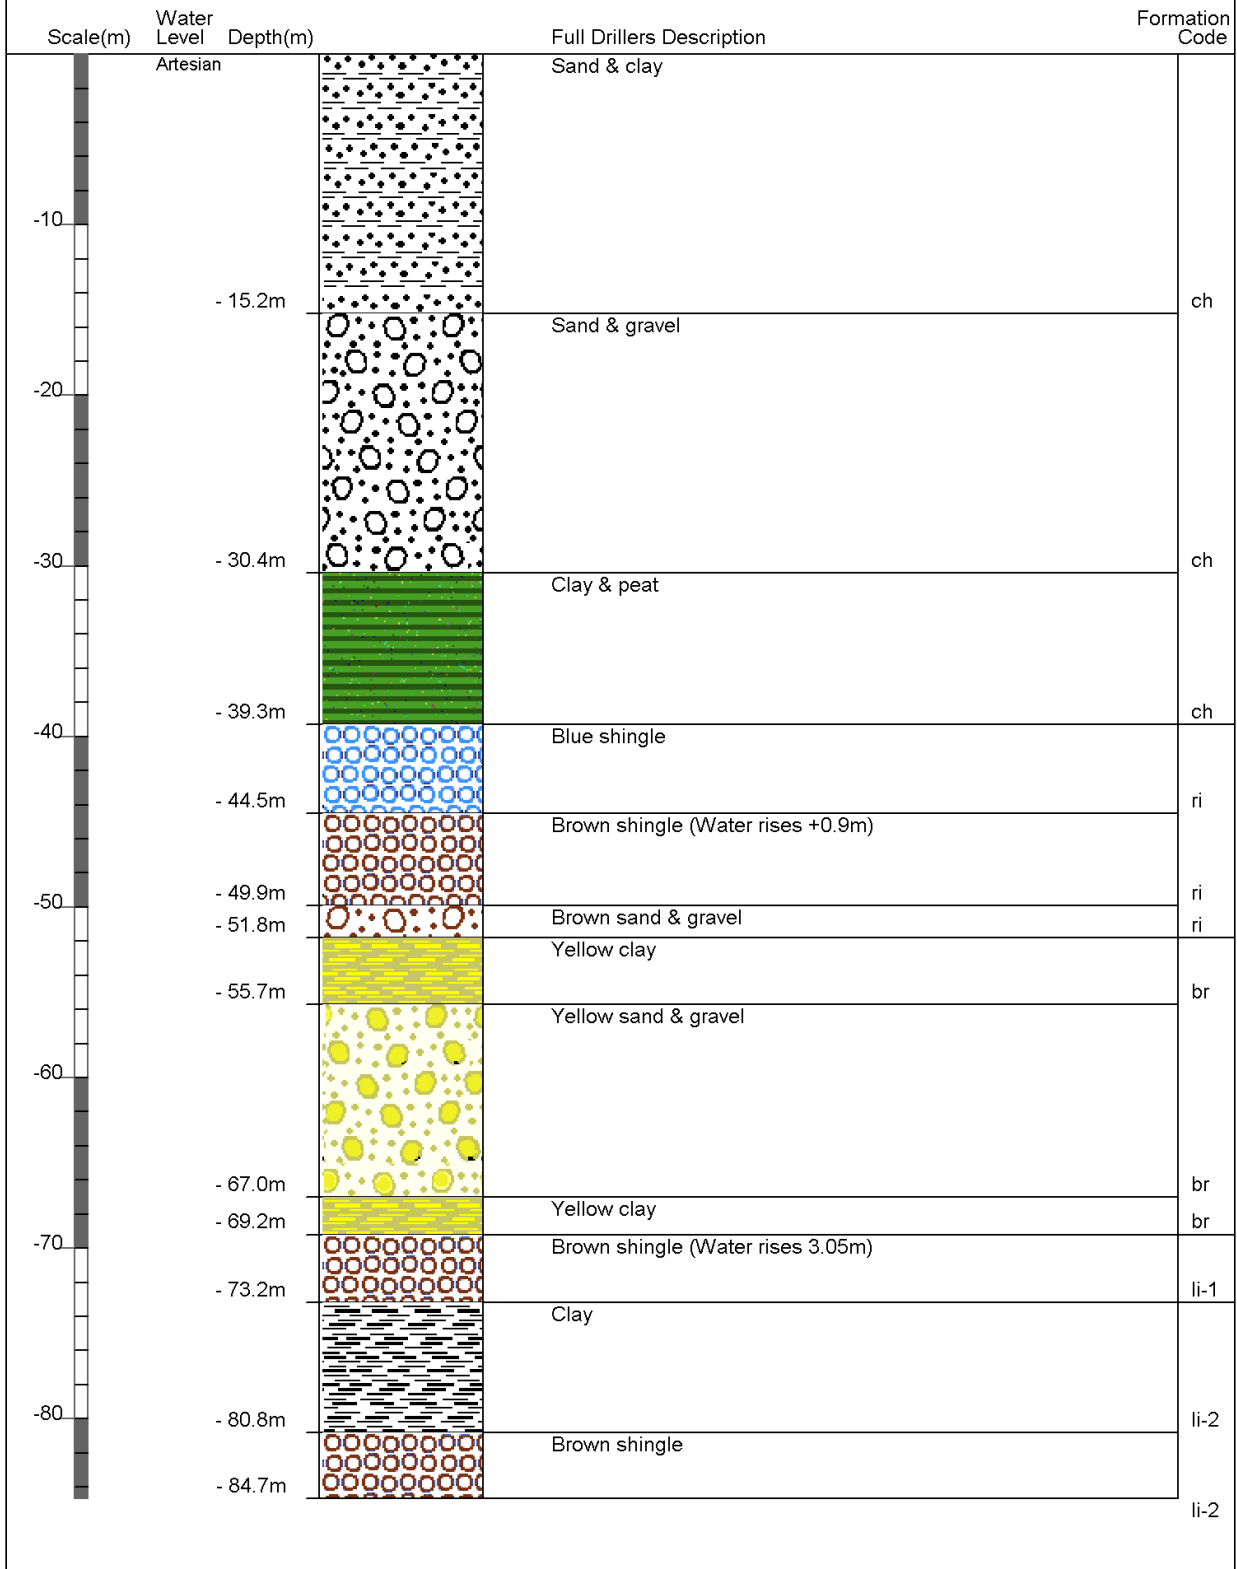 Scale(m) Water Level Depth(m) Full Drillers Description Formation Code
Artesian Sand & clay
-10
- 15.2m ch
Sand & gravel
-20
-30 - 30.4m ch
Clay & peat
- 39.3m ch
-40 Blue shingle
- 44.5m ri
Brown shingle (Water rises +0.9m)
- 49.9m ri
-50 Brown sand & gravel
- 51.8m ri
Yellow clay
- 55.7m br
Yellow sand & gravel
-60
- 67.0m br
Yellow clay
- 69.2m br
-70 Brown shingle (Water rises 3.05m)
- 73.2m li-1
Clay
-80 - 80.8m li-2
Brown shingle
- 84.7m
li-2